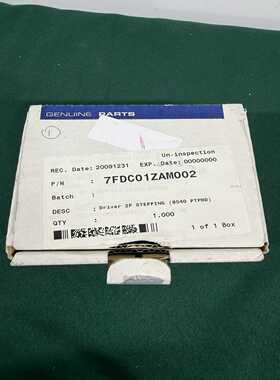 GENUINE PARTS
Un-inspection
REC. Date: 20091231 EXP. Date: 00000000
P/N : 7FDC01ZAM002
Batch :
DESC : Driver 2P STEPPING (8040 PTPHD)
QTY : 1.000
1 of 1 Box